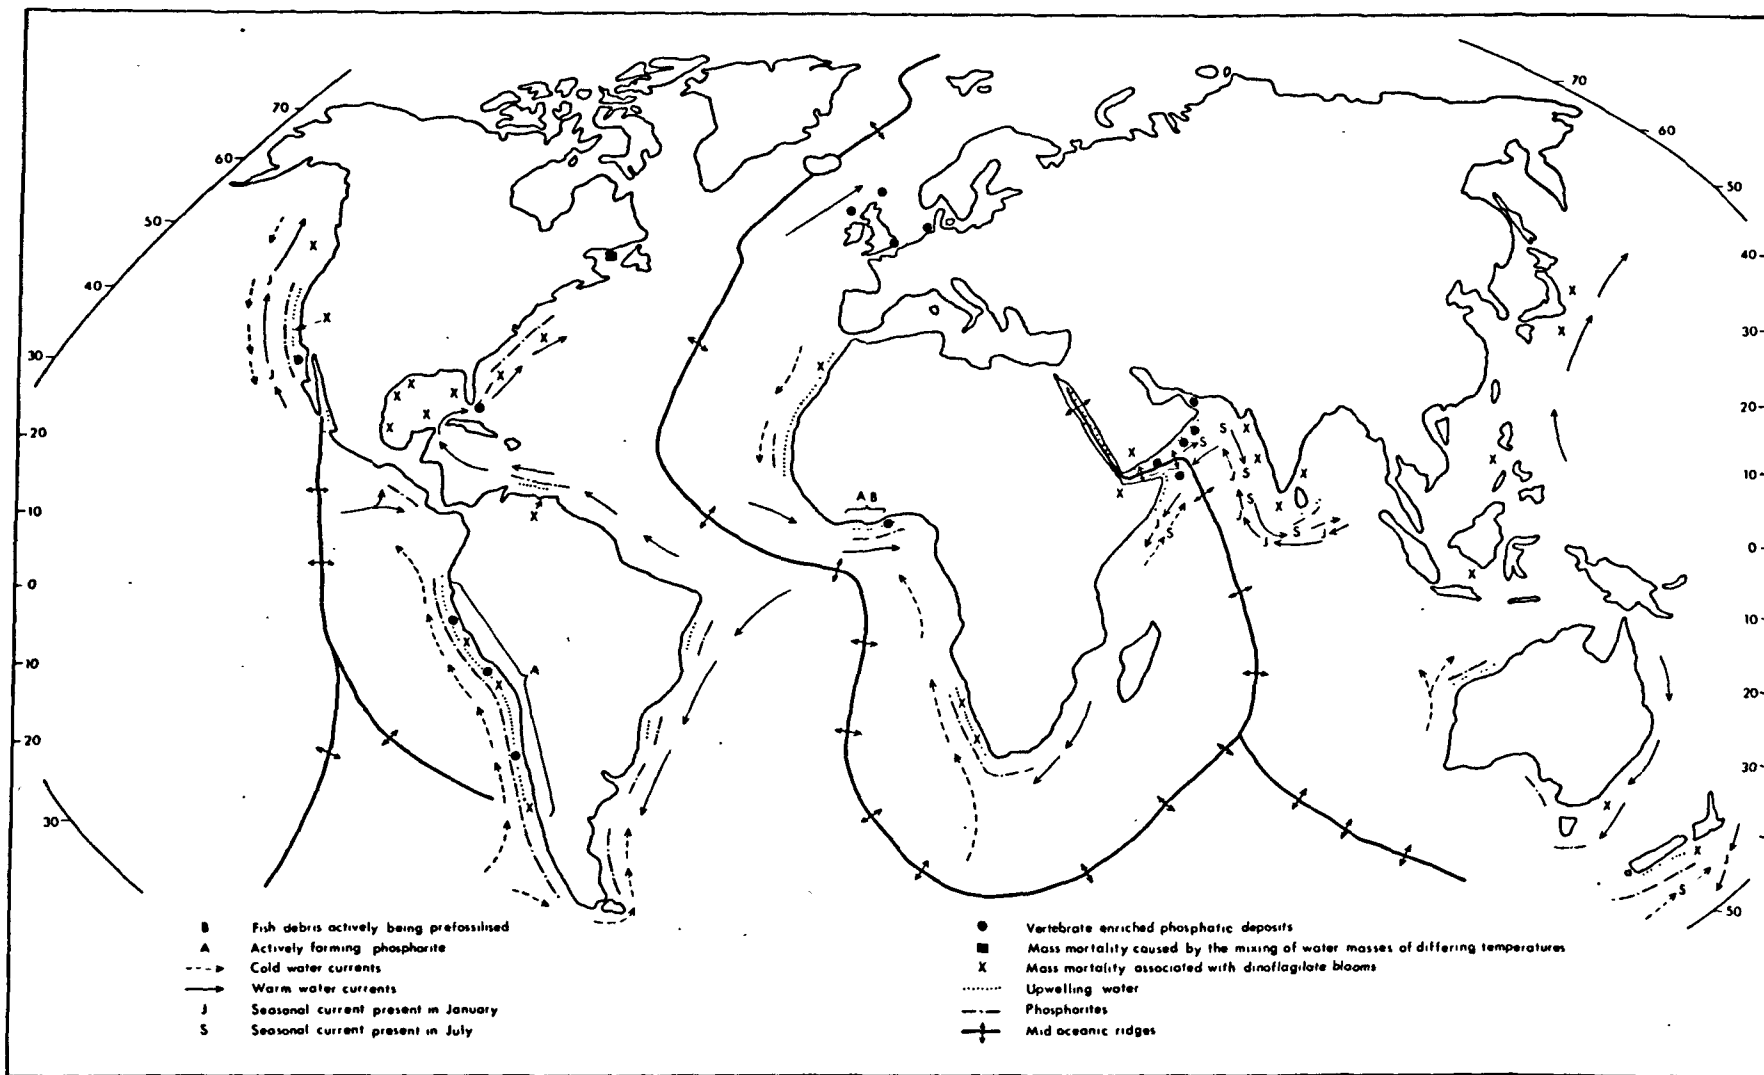 70
60
50
40
30
20
10
0
10
20
30
70
60
50
40
30
20
10
0
10
20
30
50
A B
A
J
J
S
S
S
S
S
S
J
J
J
S
B Fish debris actively being prefossilised
A Actively forming phosphorite
Cold water currents
Warm water currents
J Seasonal current present in January
S Seasonal current present in July
Vertebrate enriched phosphatic deposits
Mass mortality caused by the mixing of water masses of differing temperatures
X Mass mortality associated with dinoflagilate blooms
Upwelling water
Phosphorites
Mid oceanic ridges